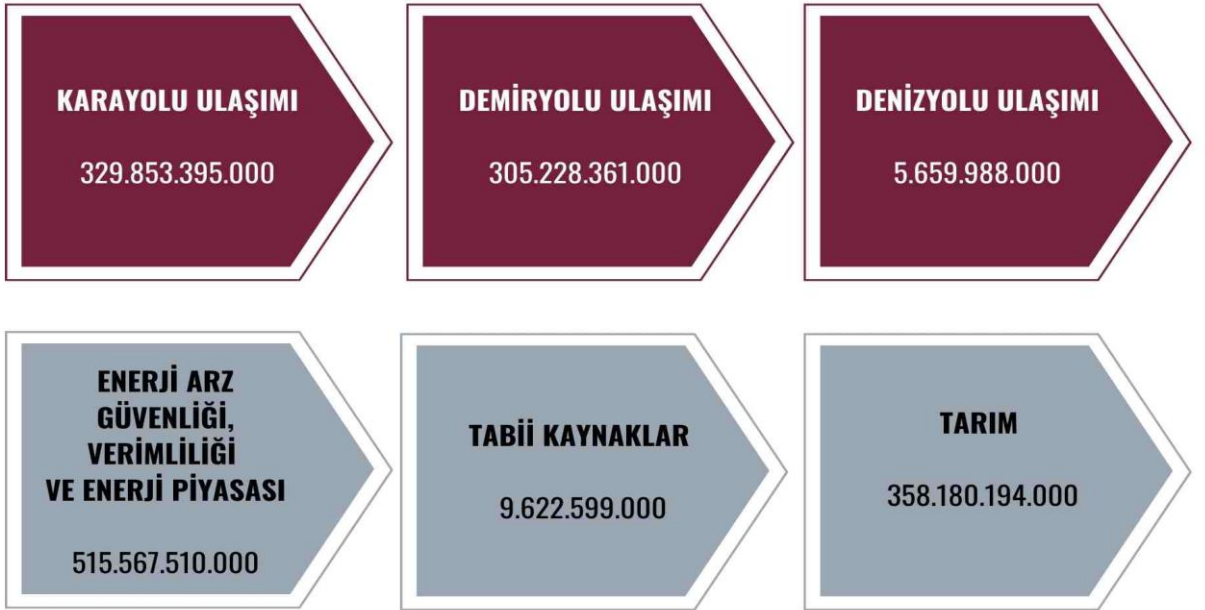 KARAYOLU ULAŞIMI
329.853.395.000
DEMİRYOLU ULAŞIMI
305.228.361.000
DENİZYOLU ULAŞIMI
5.659.988.000
ENERJİ ARZ
GÜVENLİĞİ,
VERİMLİLİĞİ
VE ENERJİ PİYASASI
515.567.510.000
TABİİ KAYNAKLAR
9.622.599.000
TARIM
358.180.194.000